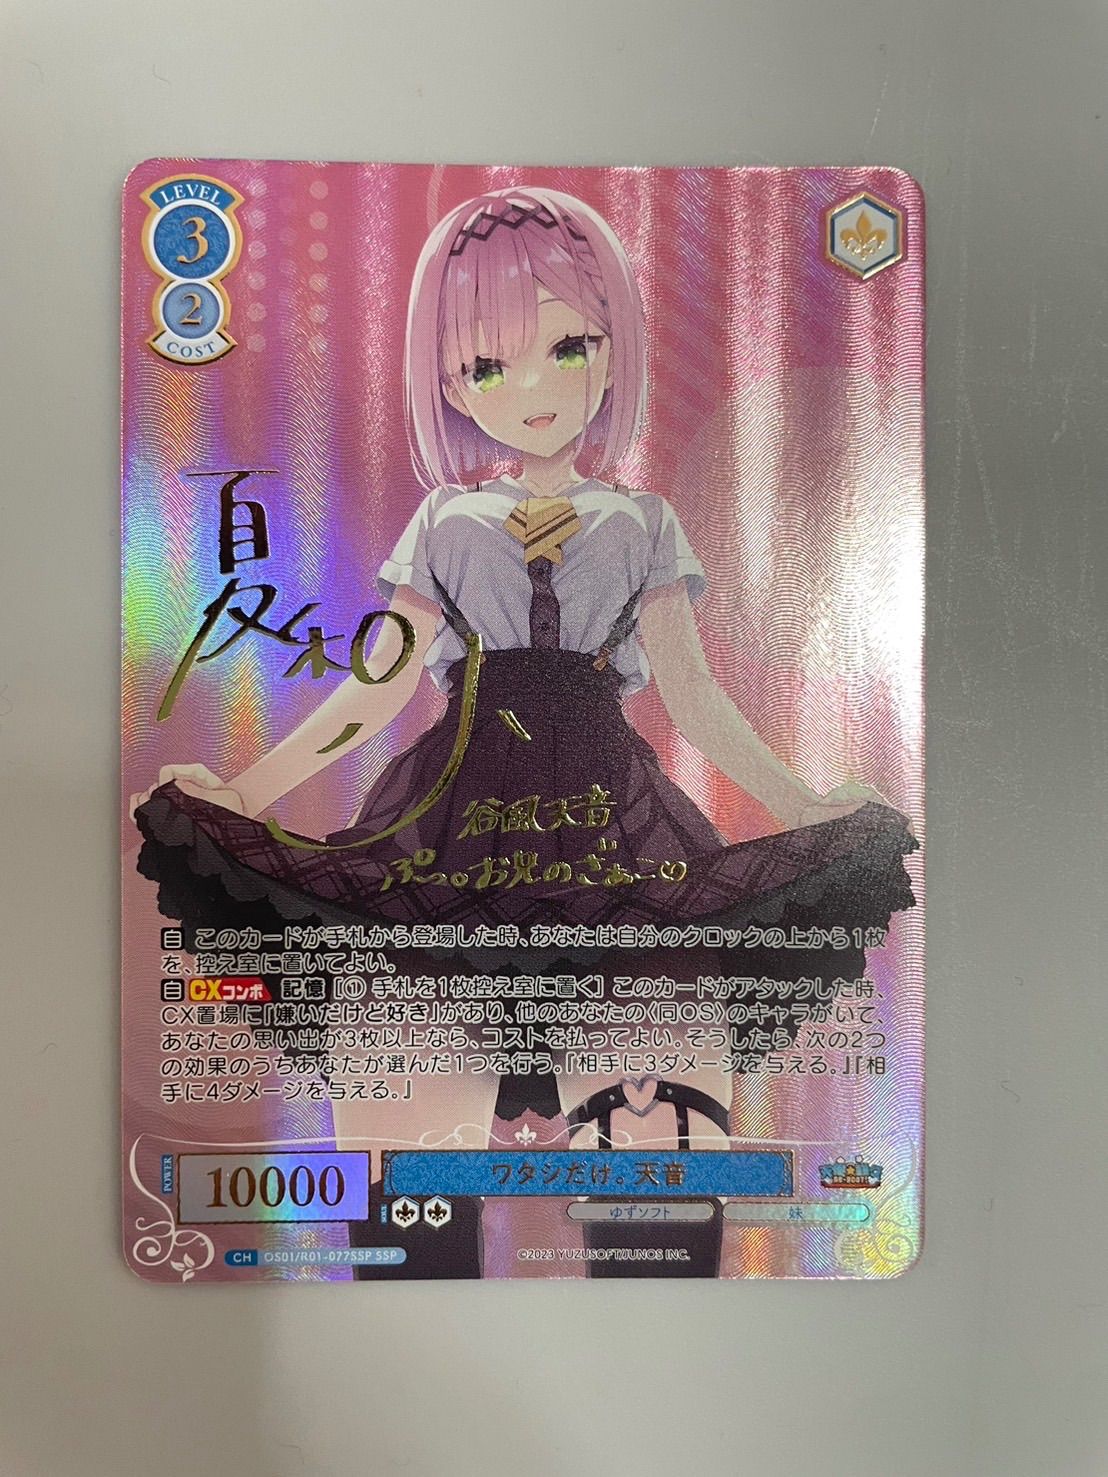 LEVEL
3
2
COST
夏和小
谷風天音
ぷっ。お兄のざぁこ
自 このカードが手札から登場した時、あなたは自分のクロックの上から1枚
を、控え室に置いてよい。
自 CXコンボ 記憶 [① 手札を1枚控え室に置く] このカードがアタックした時、
CX置場に「嫌いだけど好き」があり、他のあなたの〈同OS〉のキャラがいて、
あなたの思い出が3枚以上なら、コストを払ってよい。そうしたら、次の2つ
の効果のうちあなたが選んだ1つを行う。「相手に3ダメージを与える。」「相
手に4ダメージを与える。」
POWER
10000
ワタシだけ。天音
SOUL
ゆずソフト
妹
CH OS01/R01-077SSP SSP
©2023 YUZUSOFT/JUNOS INC.